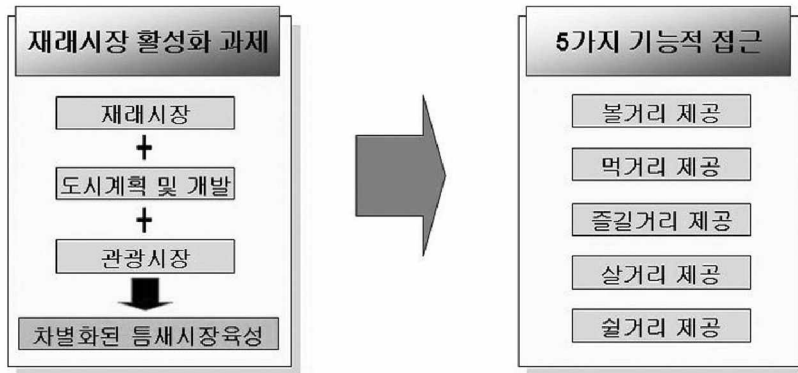 재래시장 활성화 과제
재래시장
+
도시계획 및 개발
+
관광시장
차별화된 틈새시장육성
5가지 기능적 접근
볼거리 제공
먹거리 제공
즐길거리 제공
살거리 제공
쉴거리 제공